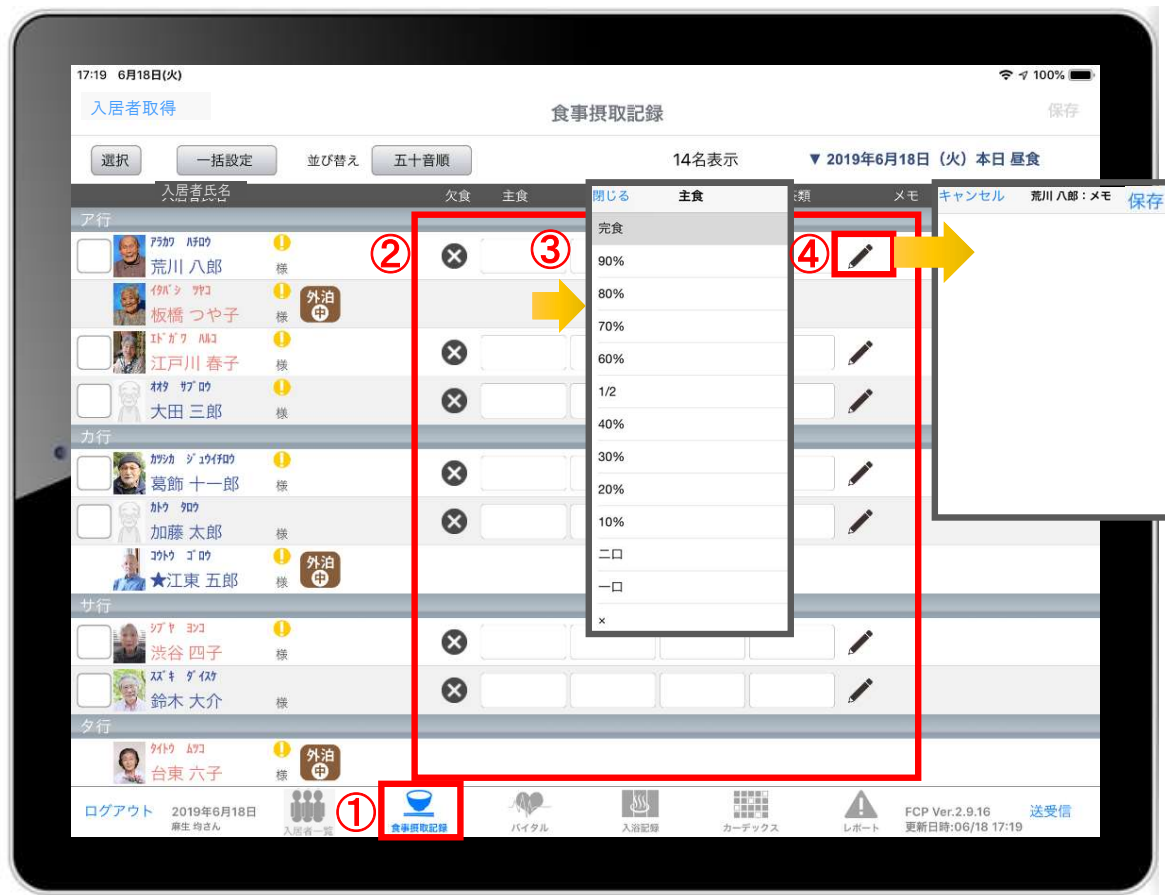 17:19 6月18日(火)
100%
入居者取得
食事摂取記録
保存
選択
一括設定
並び替え
五十音順
14名表示
▼ 2019年6月18日（火）本日 昼食
入居者氏名
欠食
主食
類
メモ
閉じる
主食
完食
90%
80%
70%
60%
1/2
40%
30%
20%
10%
二口
一口
×
キャンセル
荒川 八郎：メモ
保存
ア行
②
③
④
ｱﾗｶﾜ ﾊﾁﾛｳ
荒川 八郎 様
ｲﾀﾊﾞｼ ﾂﾔｺ
板橋 つや子 様
外泊中
ｴﾄﾞｶﾞﾜ ﾊﾙｺ
江戸川 春子 様
ｵｵﾀ ｻﾌﾞﾛｳ
大田 三郎 様
カ行
ｶﾂｼｶ ｼﾞｭｳｲﾁﾛｳ
葛飾 十一郎 様
ｶﾄｳ ﾀﾛｳ
加藤 太郎 様
ｺｳﾄｳ ｺﾞﾛｳ
★江東 五郎 様
外泊中
サ行
ｼﾌﾞﾔ ﾖﾝｺ
渋谷 四子 様
ｽｽﾞｷ ﾀﾞｲｽｹ
鈴木 大介 様
タ行
ﾀｲﾄｳ ﾑﾂｺ
台東 六子 様
外泊中
ログアウト
2019年6月18日
麻生 均さん
入居者一覧
①
食事摂取記録
バイタル
入浴記録
カーデックス
レポート
FCP Ver.2.9.16
更新日時:06/18 17:19
送受信